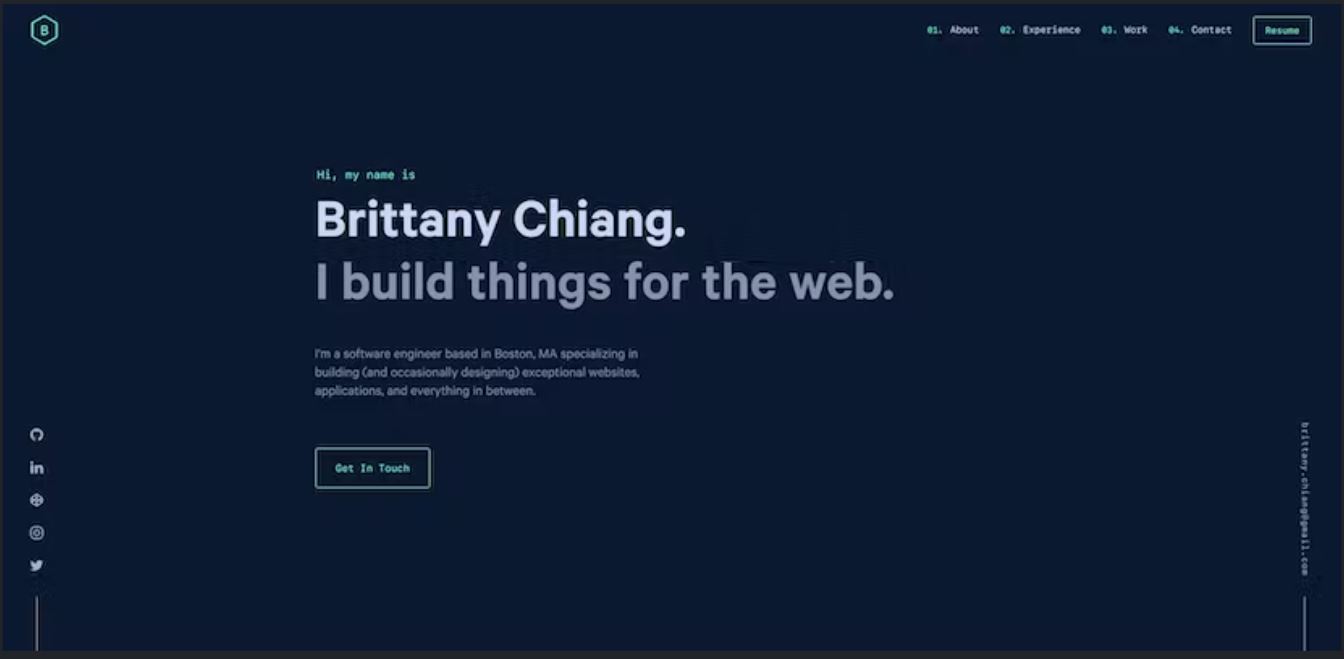 B
01. About 02. Experience 03. Work 04. Contact Resume
Hi, my name is
Brittany Chiang.
I build things for the web.
I'm a software engineer based in Boston, MA specializing in
building (and occasionally designing) exceptional websites,
applications, and everything in between.
Get In Touch
in
brittany.chiang@gmail.com